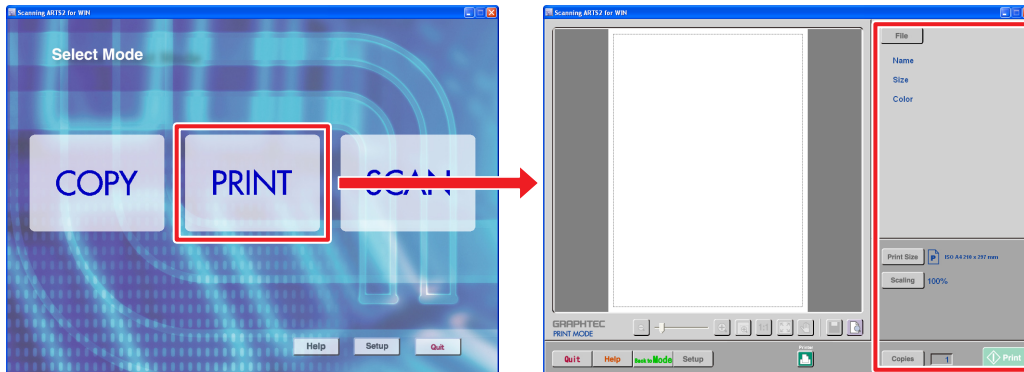 Scanning ARTS2 for WIN
Select Mode
COPY
PRINT
SCAN
Help
Setup
Quit
Scanning ARTS2 for WIN
File
Name
Size
Color
Print Size
P
ISO A4 210 x 297 mm
Scaling
100%
GRAPHTEC
PRINT MODE
1:1
Quit
Help
Back to Mode
Setup
Printer
Copies
1
Print